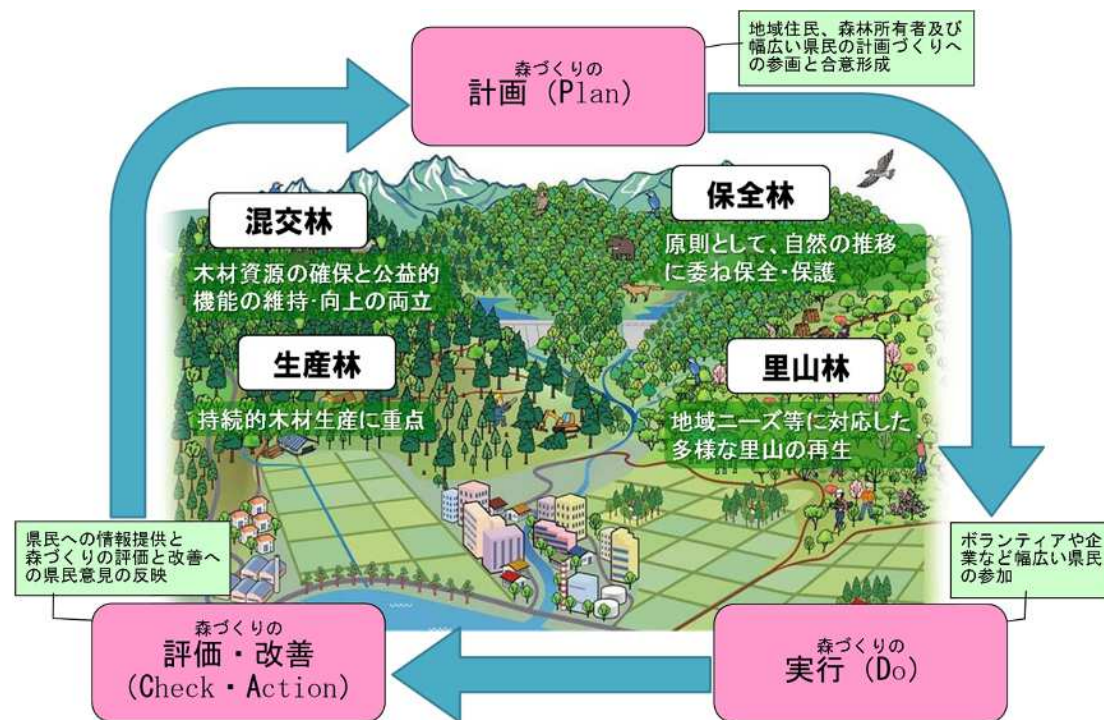 森づくりの
計画（Plan）
地域住民、森林所有者及び
幅広い県民の計画づくりへ
の参画と合意形成
混交林
木材資源の確保と公益的
機能の維持・向上の両立
保全林
原則として、自然の推移
に委ね保全・保護
生産林
持続的木材生産に重点
里山林
地域ニーズ等に対応した
多様な里山の再生
県民への情報提供と
森づくりの評価と改善へ
の県民意見の反映
ボランティアや企
業など幅広い県民
の参加
森づくりの
評価・改善
(Check・Action)
森づくりの
実行（Do）